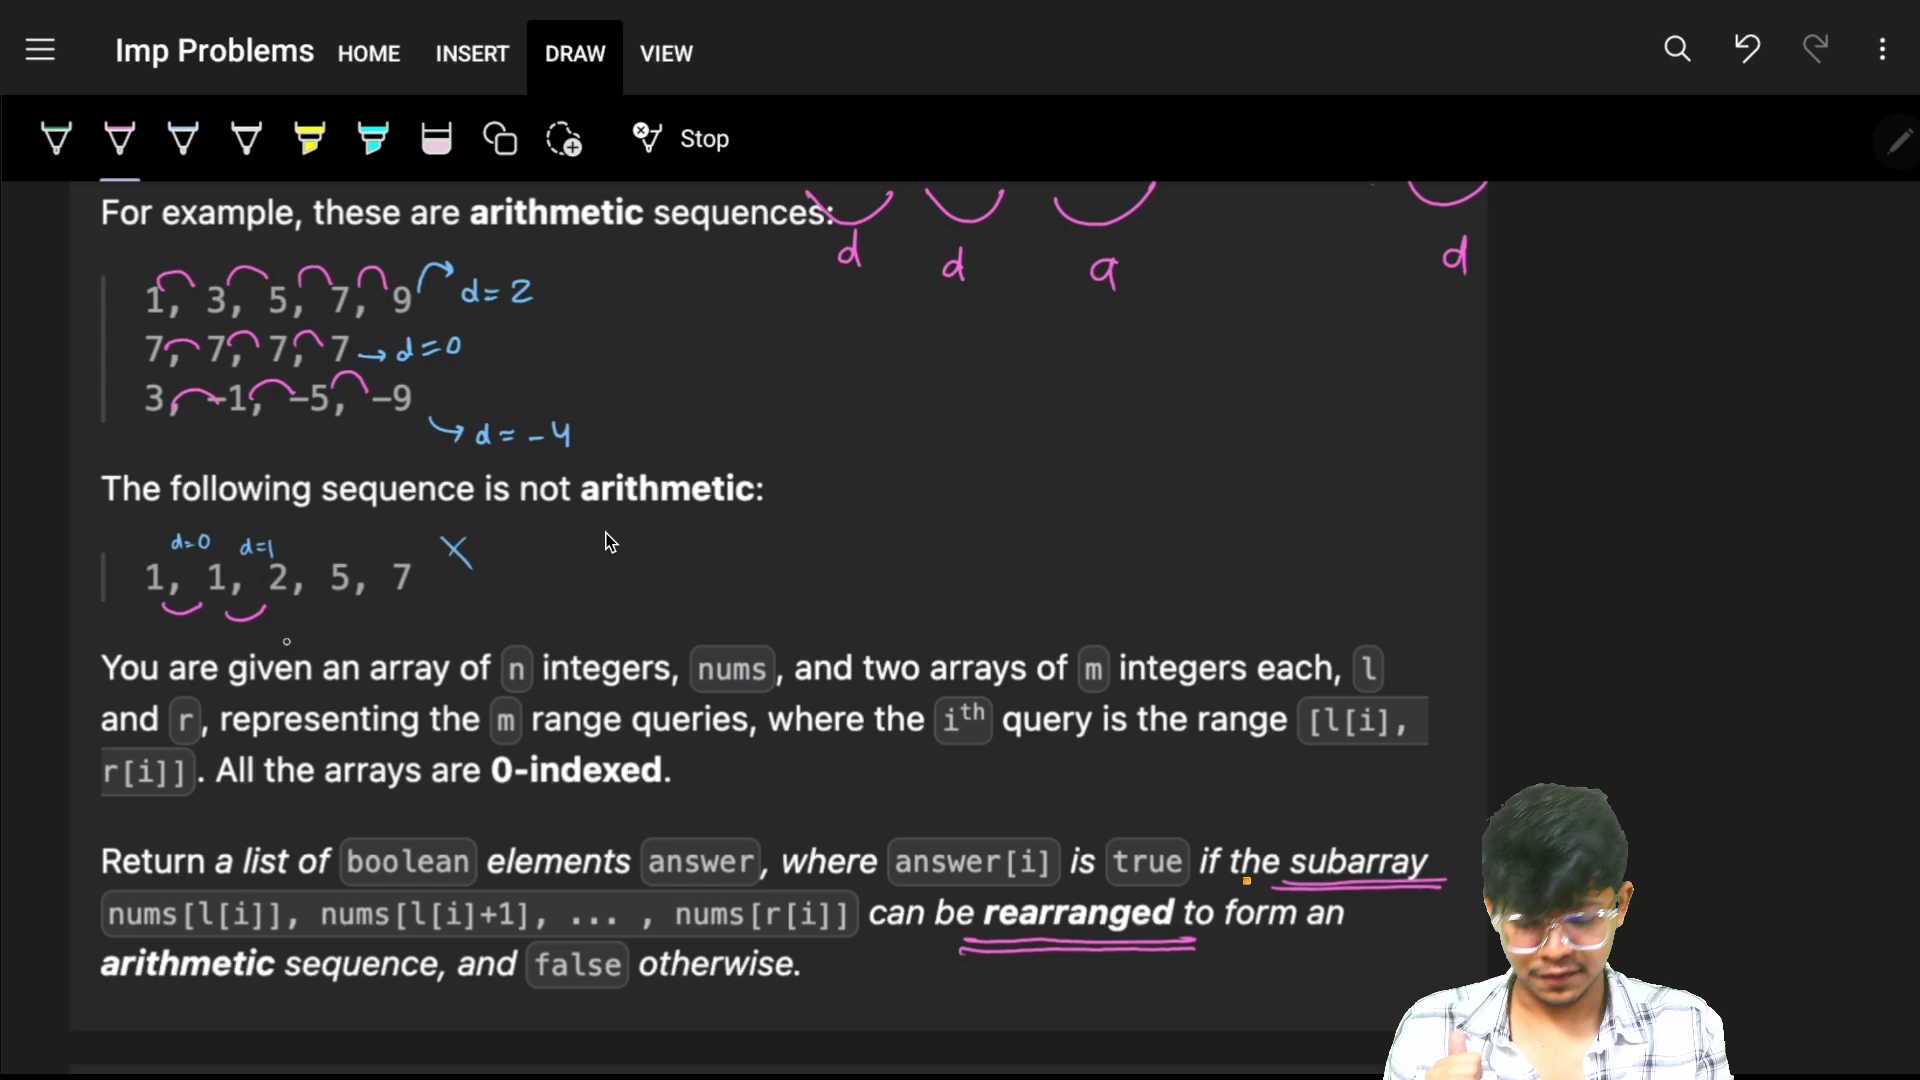 Imp Problems HOME INSERT DRAW VIEW
Stop
For example, these are arithmetic sequences:
d d a d
1, 3, 5, 7, 9 d=2
7, 7, 7, 7 → d=0
3, -1, -5, -9
d=-4
The following sequence is not arithmetic:
d=0 d=1
1, 1, 2, 5, 7
You are given an array of n integers, nums, and two arrays of m integers each, l
and r, representing the m range queries, where the ith query is the range [l[i],
r[i]]. All the arrays are 0-indexed.
Return a list of boolean elements answer, where answer[i] is true if the subarray
nums[l[i]], nums[l[i]+1], ... , nums[r[i]] can be rearranged to form an
arithmetic sequence, and false otherwise.